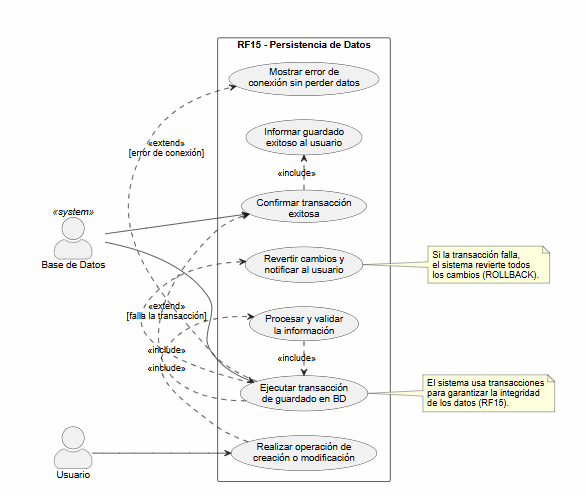 RF15 - Persistencia de Datos
Mostrar error de
conexión sin perder datos
Informar guardado
exitoso al usuario
«extend»
[error de conexión]
«include»
Confirmar transacción
exitosa
«system»
Base de Datos
Revertir cambios y
notificar al usuario
Si la transacción falla,
el sistema revierte todos
los cambios (ROLLBACK).
«extend»
[falla la transacción]
Procesar y validar
la información
«include»
«include»
«include»
Ejecutar transacción
de guardado en BD
El sistema usa transacciones
para garantizar la integridad
de los datos (RF15).
Realizar operación de
creación o modificación
Usuario